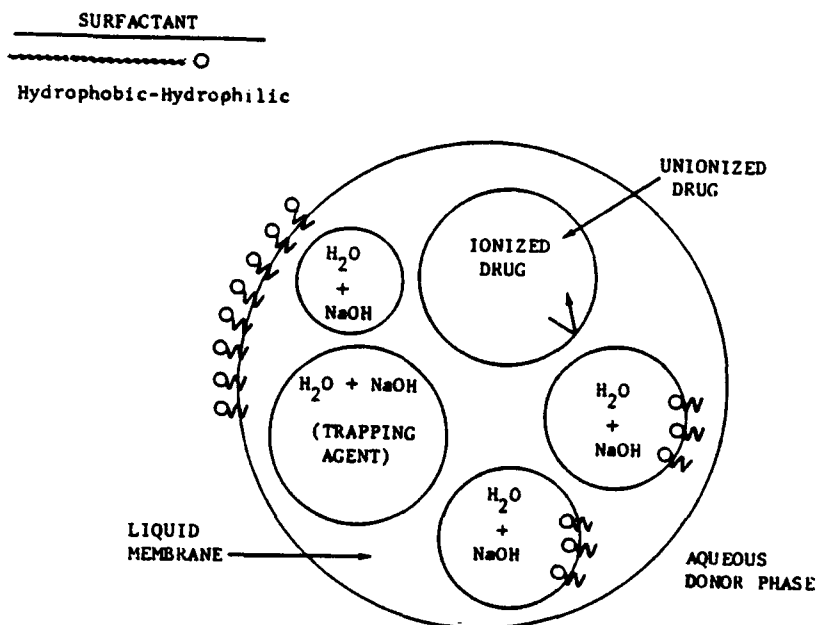 SURFACTANT
Hydrophobic-Hydrophilic
UNIONIZED
DRUG
IONIZED
DRUG
H2O
+
NaOH
H2O + NaOH
(TRAPPING
AGENT)
H2O
+
NaOH
H2O
+
NaOH
LIQUID
MEMBRANE
AQUEOUS
DONOR PHASE